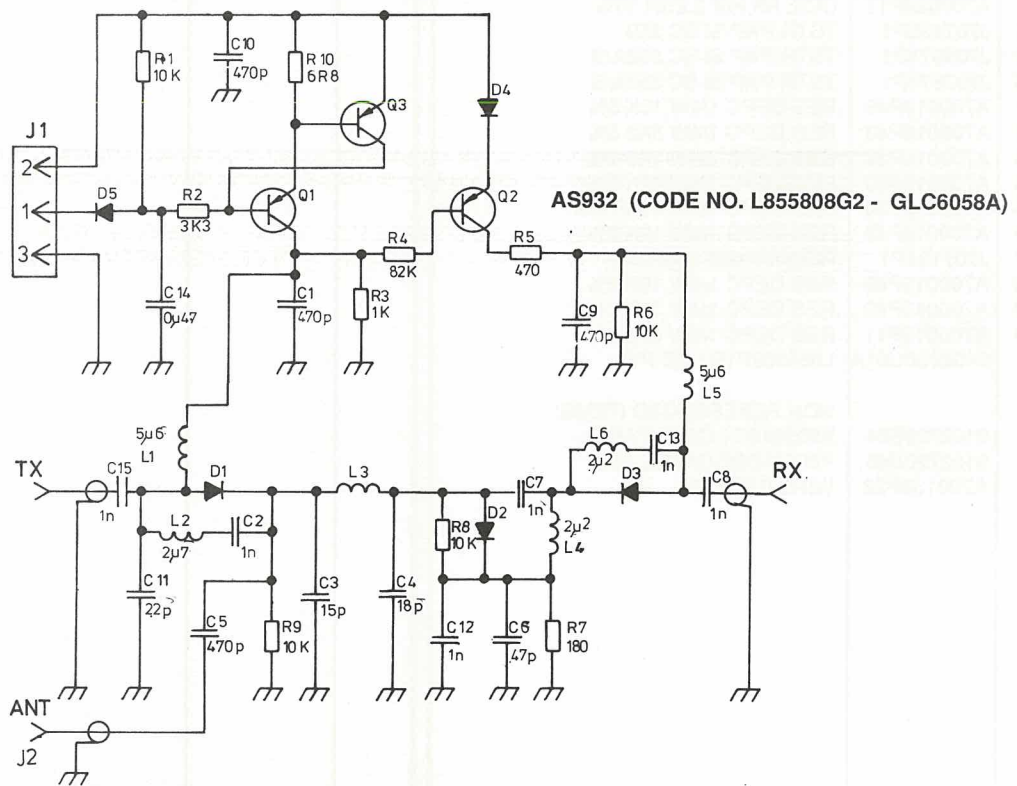 R1
10K
C10
470p
R10
6R8
Q3
D4
J1
2
1
3
D5
R2
3K3
Q1
Q2
AS932 (CODE NO. L855808G2 - GLC6058A)
R4
82K
R5
470
C14
0µ47
C1
470p
R3
1K
C9
470p
R6
10K
5µ6
L5
5µ6
L1
L6
2µ2
C13
1n
TX
C15
1n
D1
L3
C7
1n
D3
C8
1n
RX
L2
2µ7
C2
1n
R8
10K
D2
2µ2
L4
C11
22p
C5
470p
R9
10K
C3
15p
C4
18p
C12
1n
C6
47p
R7
180
ANT
J2